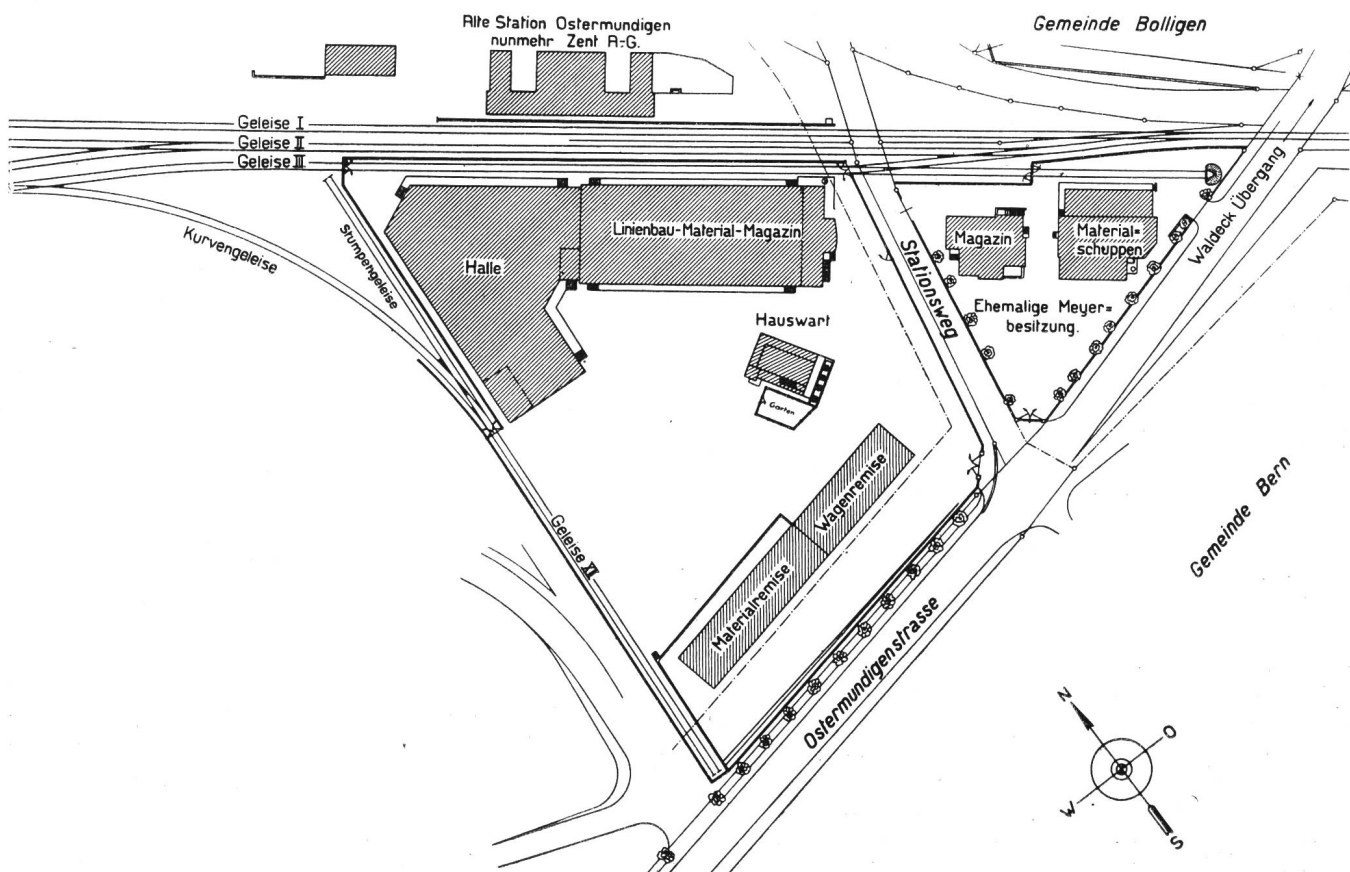 Alte Station Ostermundigen
nunmehr Zent A.-G.
Gemeinde Bolligen
Geleise I
Geleise II
Geleise III
Kurvengeleise
Stumpengeleise
Halle
Linienbau-Material-Magazin
Stationsweg
Magazin
Material=
schuppen
Waldeck Übergang
Ehemalige Meyer=
besitzung.
Hauswart
Garten
Wagenremise
Materialremise
Geleise XII
Ostermundigenstrasse
Gemeinde Bern
N
O
W
S